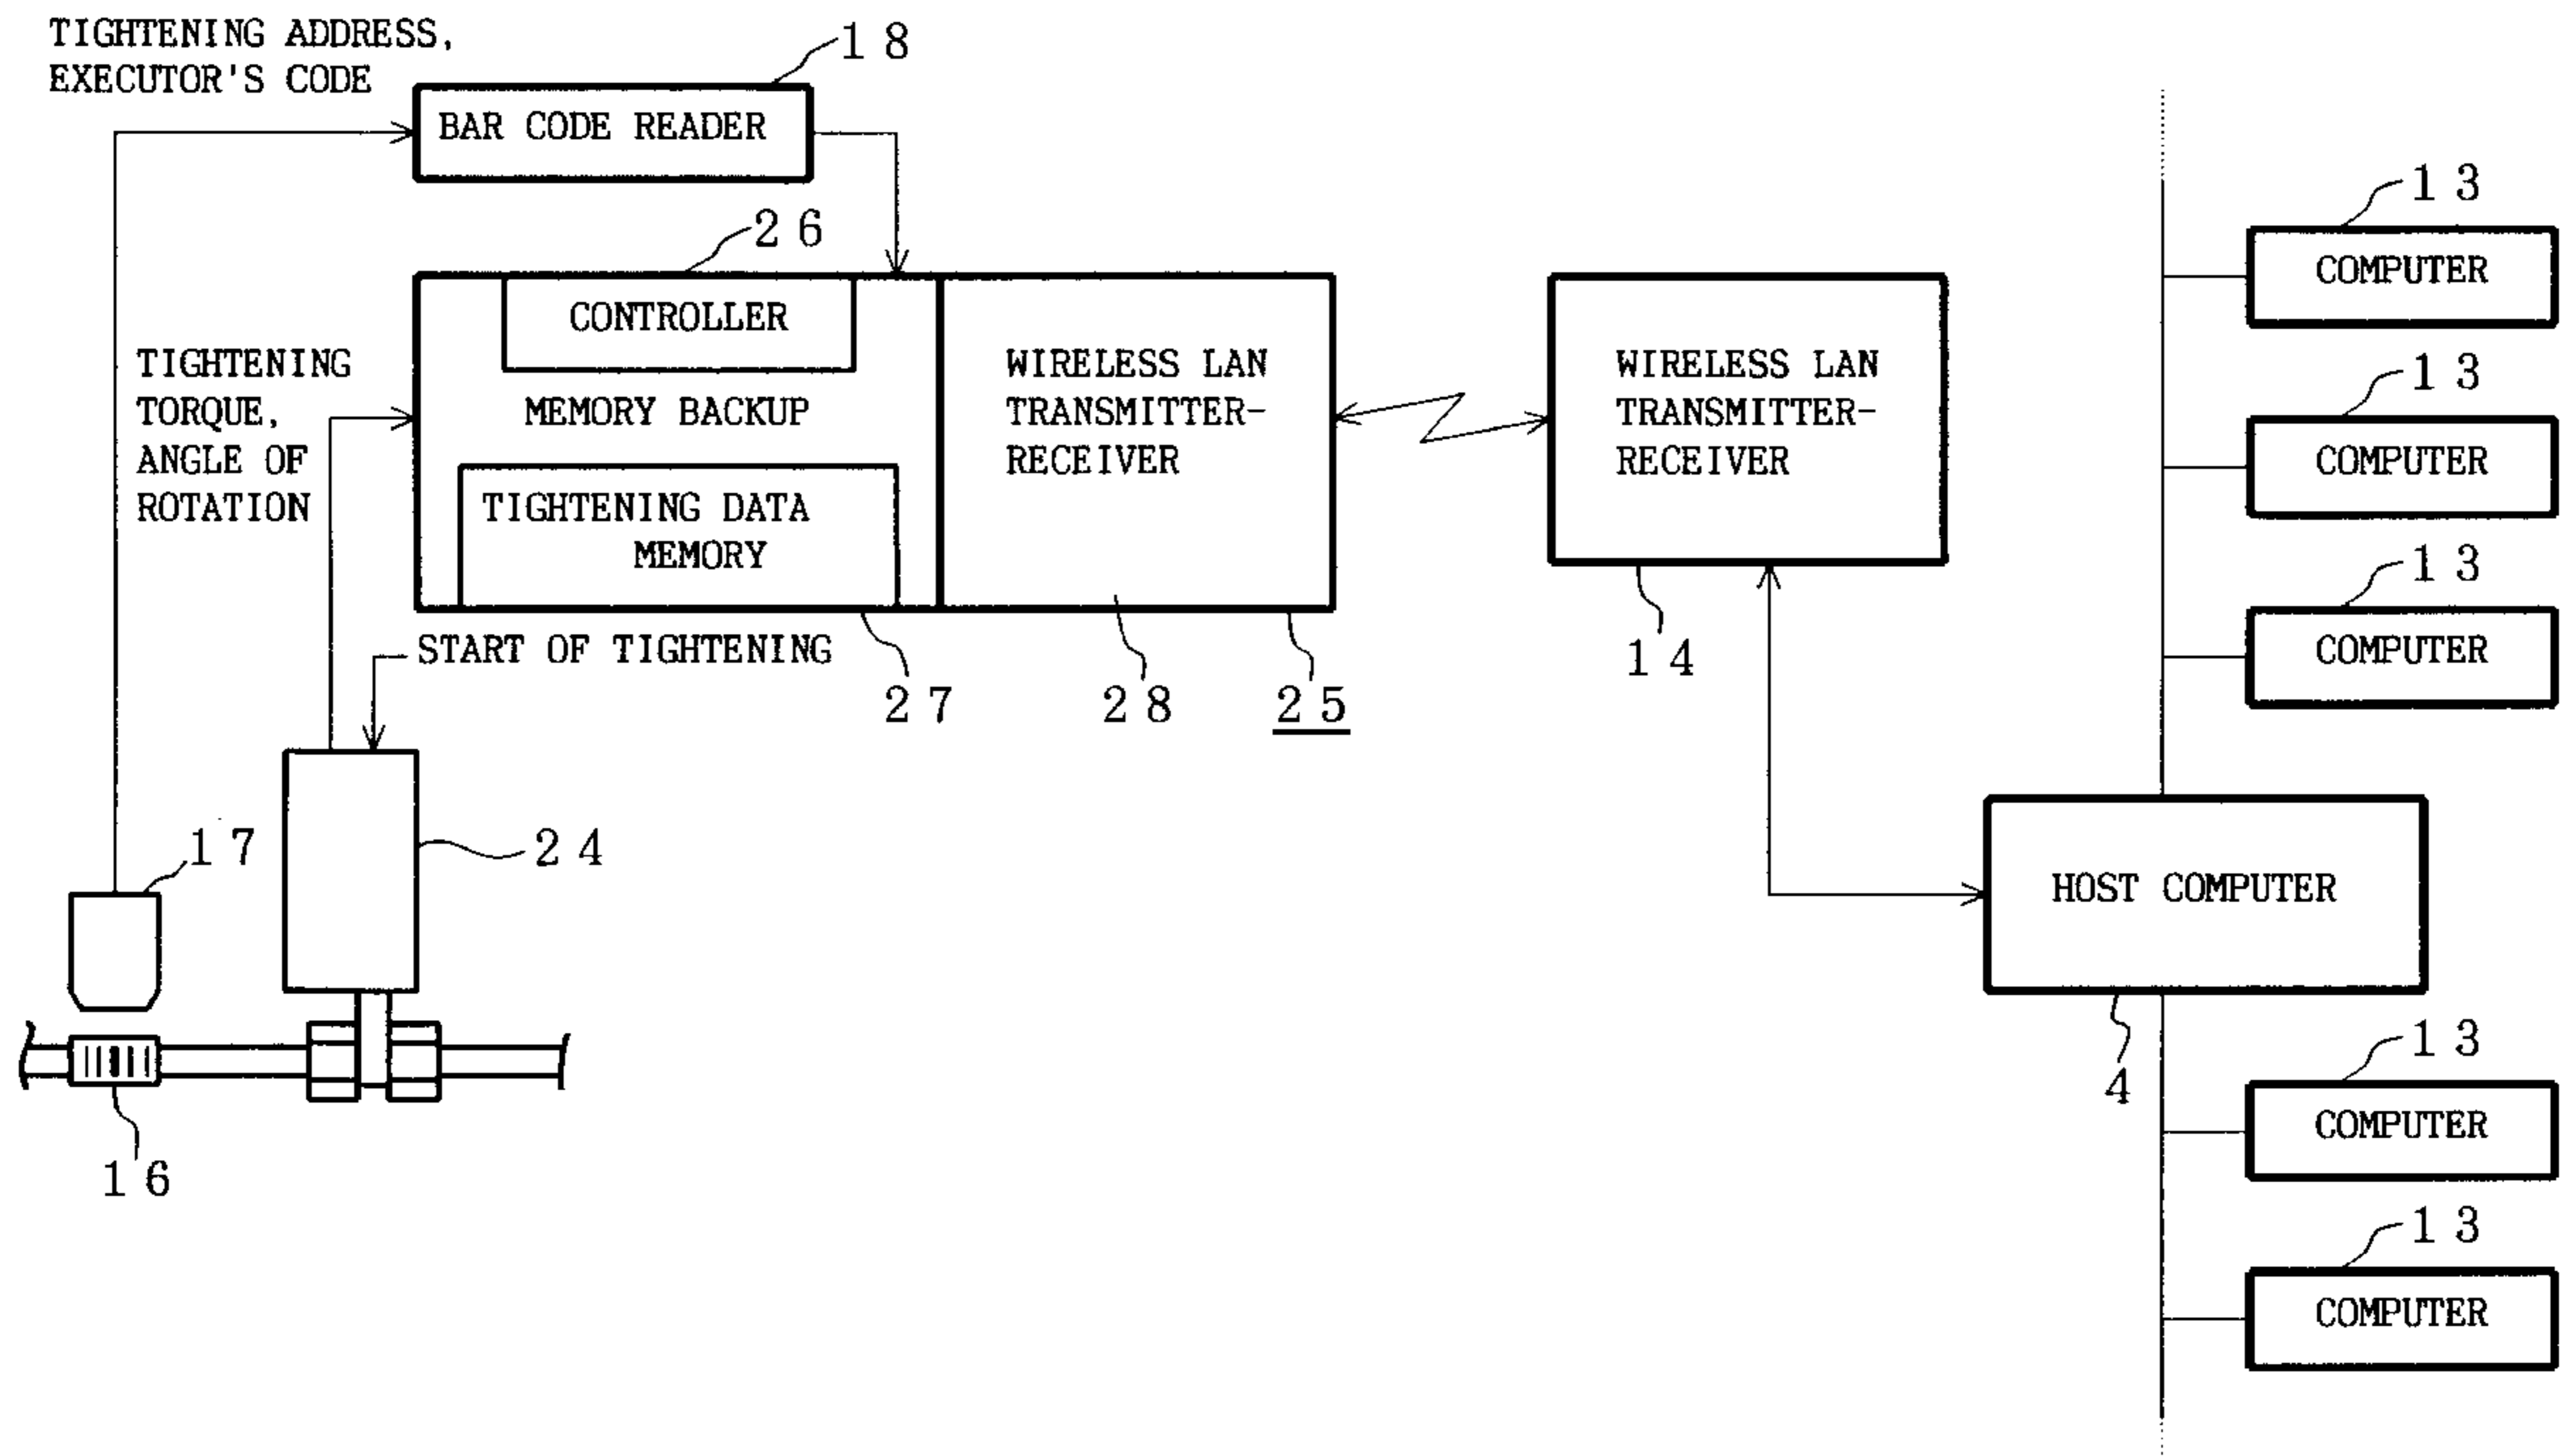 TIGHTENING ADDRESS,
EXECUTOR'S CODE
18
BAR CODE READER
26
CONTROLLER
MEMORY BACKUP
TIGHTENING DATA
MEMORY
TIGHTENING
TORQUE,
ANGLE OF
ROTATION
WIRELESS LAN
TRANSMITTER-
RECEIVER
WIRELESS LAN
TRANSMITTER-
RECEIVER
START OF TIGHTENING
27
28
25
14
17
24
16
13
COMPUTER
13
COMPUTER
13
COMPUTER
HOST COMPUTER
4
13
COMPUTER
13
COMPUTER